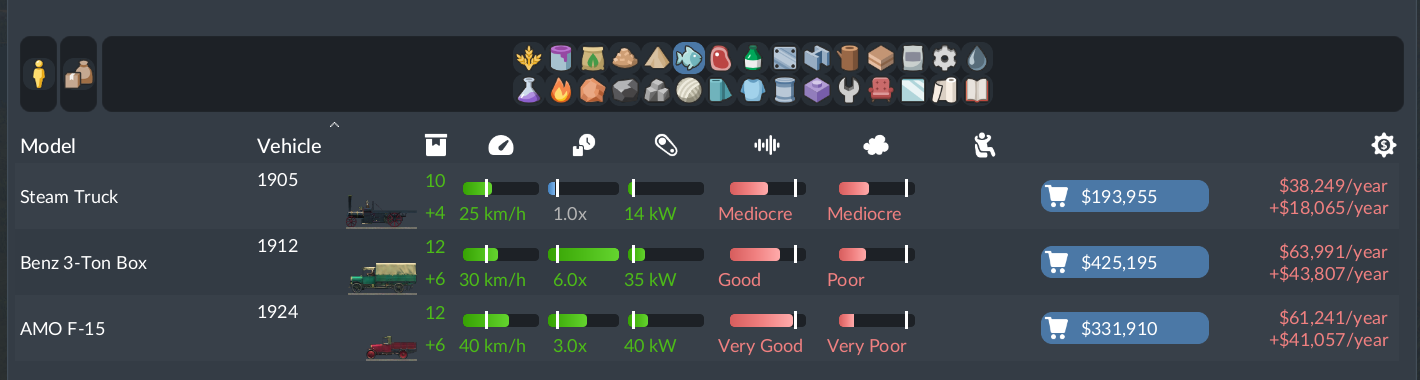 Model Vehicle
Steam Truck 1905 10 +4 25 km/h 1.0x 14 kW Mediocre Mediocre $193,955 $38,249/year +$18,065/year
Benz 3-Ton Box 1912 12 +6 30 km/h 6.0x 35 kW Good Poor $425,195 $63,991/year +$43,807/year
AMO F-15 1924 12 +6 40 km/h 3.0x 40 kW Very Good Very Poor $331,910 $61,241/year +$41,057/year